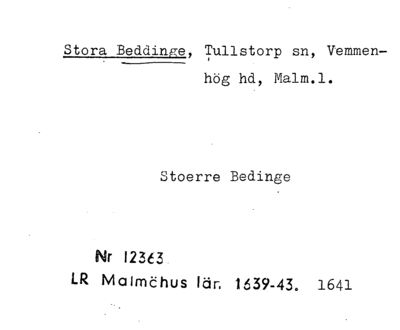 Stora Beddinge, Tullstorp sn, Vemmen-
hög hd, Malm.l.
Stoerre Bedinge
Nr 12363
LR Malmöhus län. 1639-43. 1641